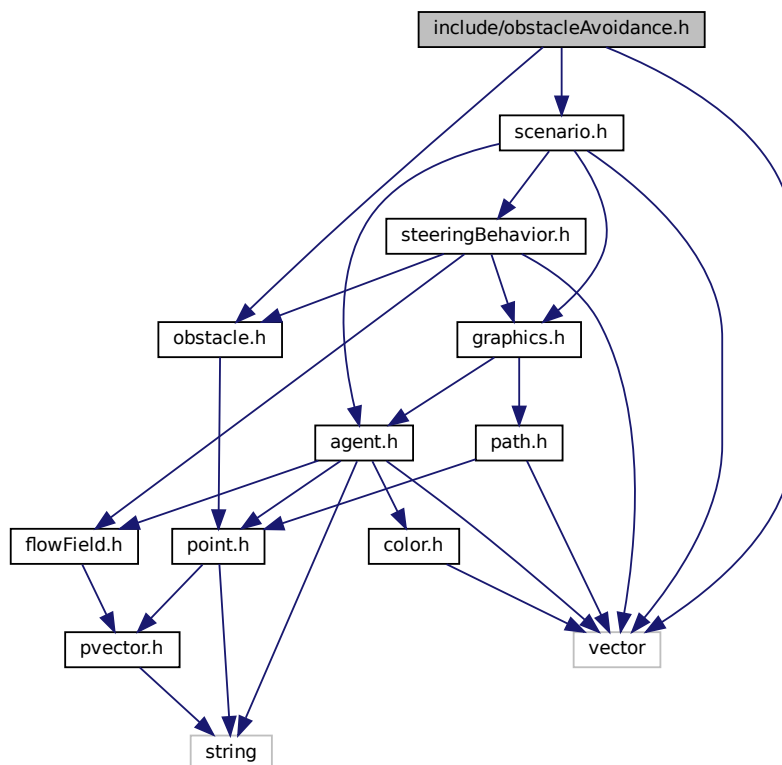 include/obstacleAvoidance.h
scenario.h
steeringBehavior.h
obstacle.h
graphics.h
agent.h
path.h
flowField.h
point.h
color.h
pvector.h
vector
string